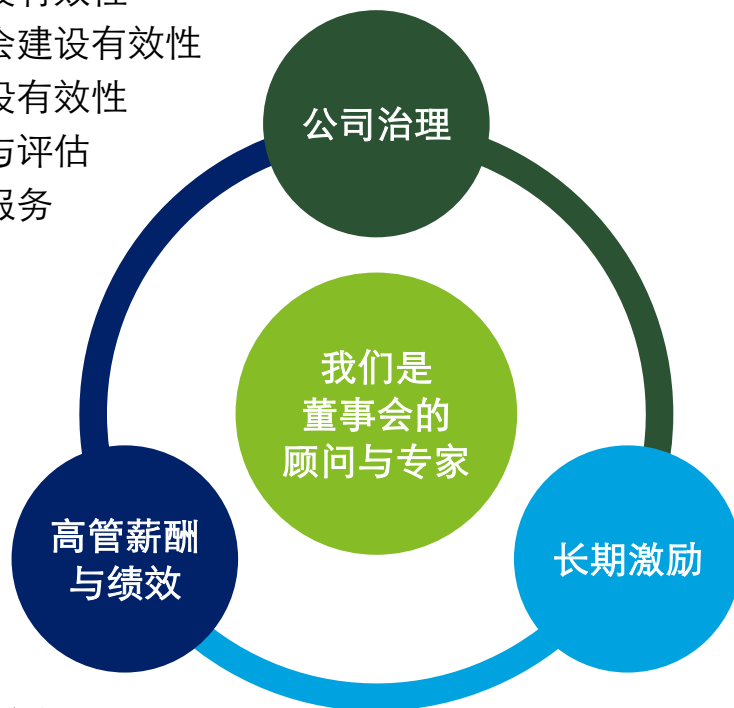 会建设有效性
设有效性
与评估
服务
公司治理
我们是
董事会的
顾问与专家
高管薪酬
与绩效
长期激励